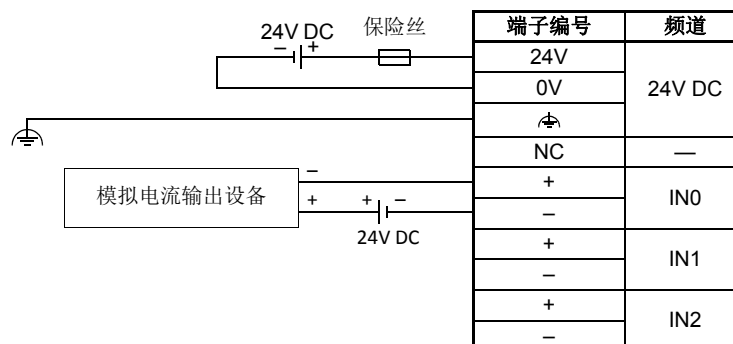 24V DC
保险丝
– +
端子编号 频道
24V
0V
24V DC
NC —
模拟电流输出设备
–
+ + –
24V DC
+
–
IN0
+
–
IN1
+
–
IN2